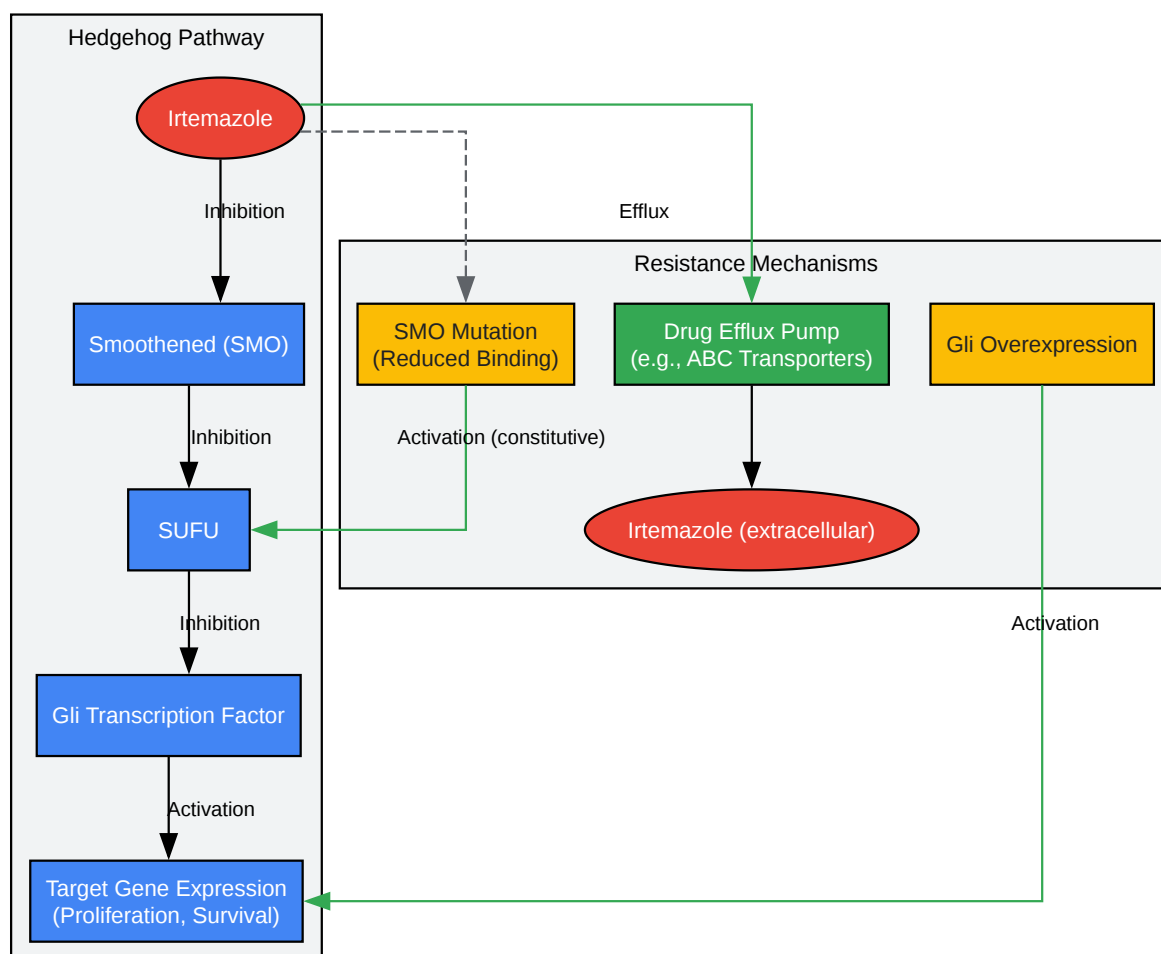 Hedgehog Pathway
Irtemazole
Inhibition
Efflux
Resistance Mechanisms
Smoothened (SMO)
SMO Mutation
(Reduced Binding)
Drug Efflux Pump
(e.g., ABC Transporters)
Gli Overexpression
Inhibition
Activation (constitutive)
SUFU
Irtemazole (extracellular)
Inhibition
Activation
Gli Transcription Factor
Activation
Target Gene Expression
(Proliferation, Survival)